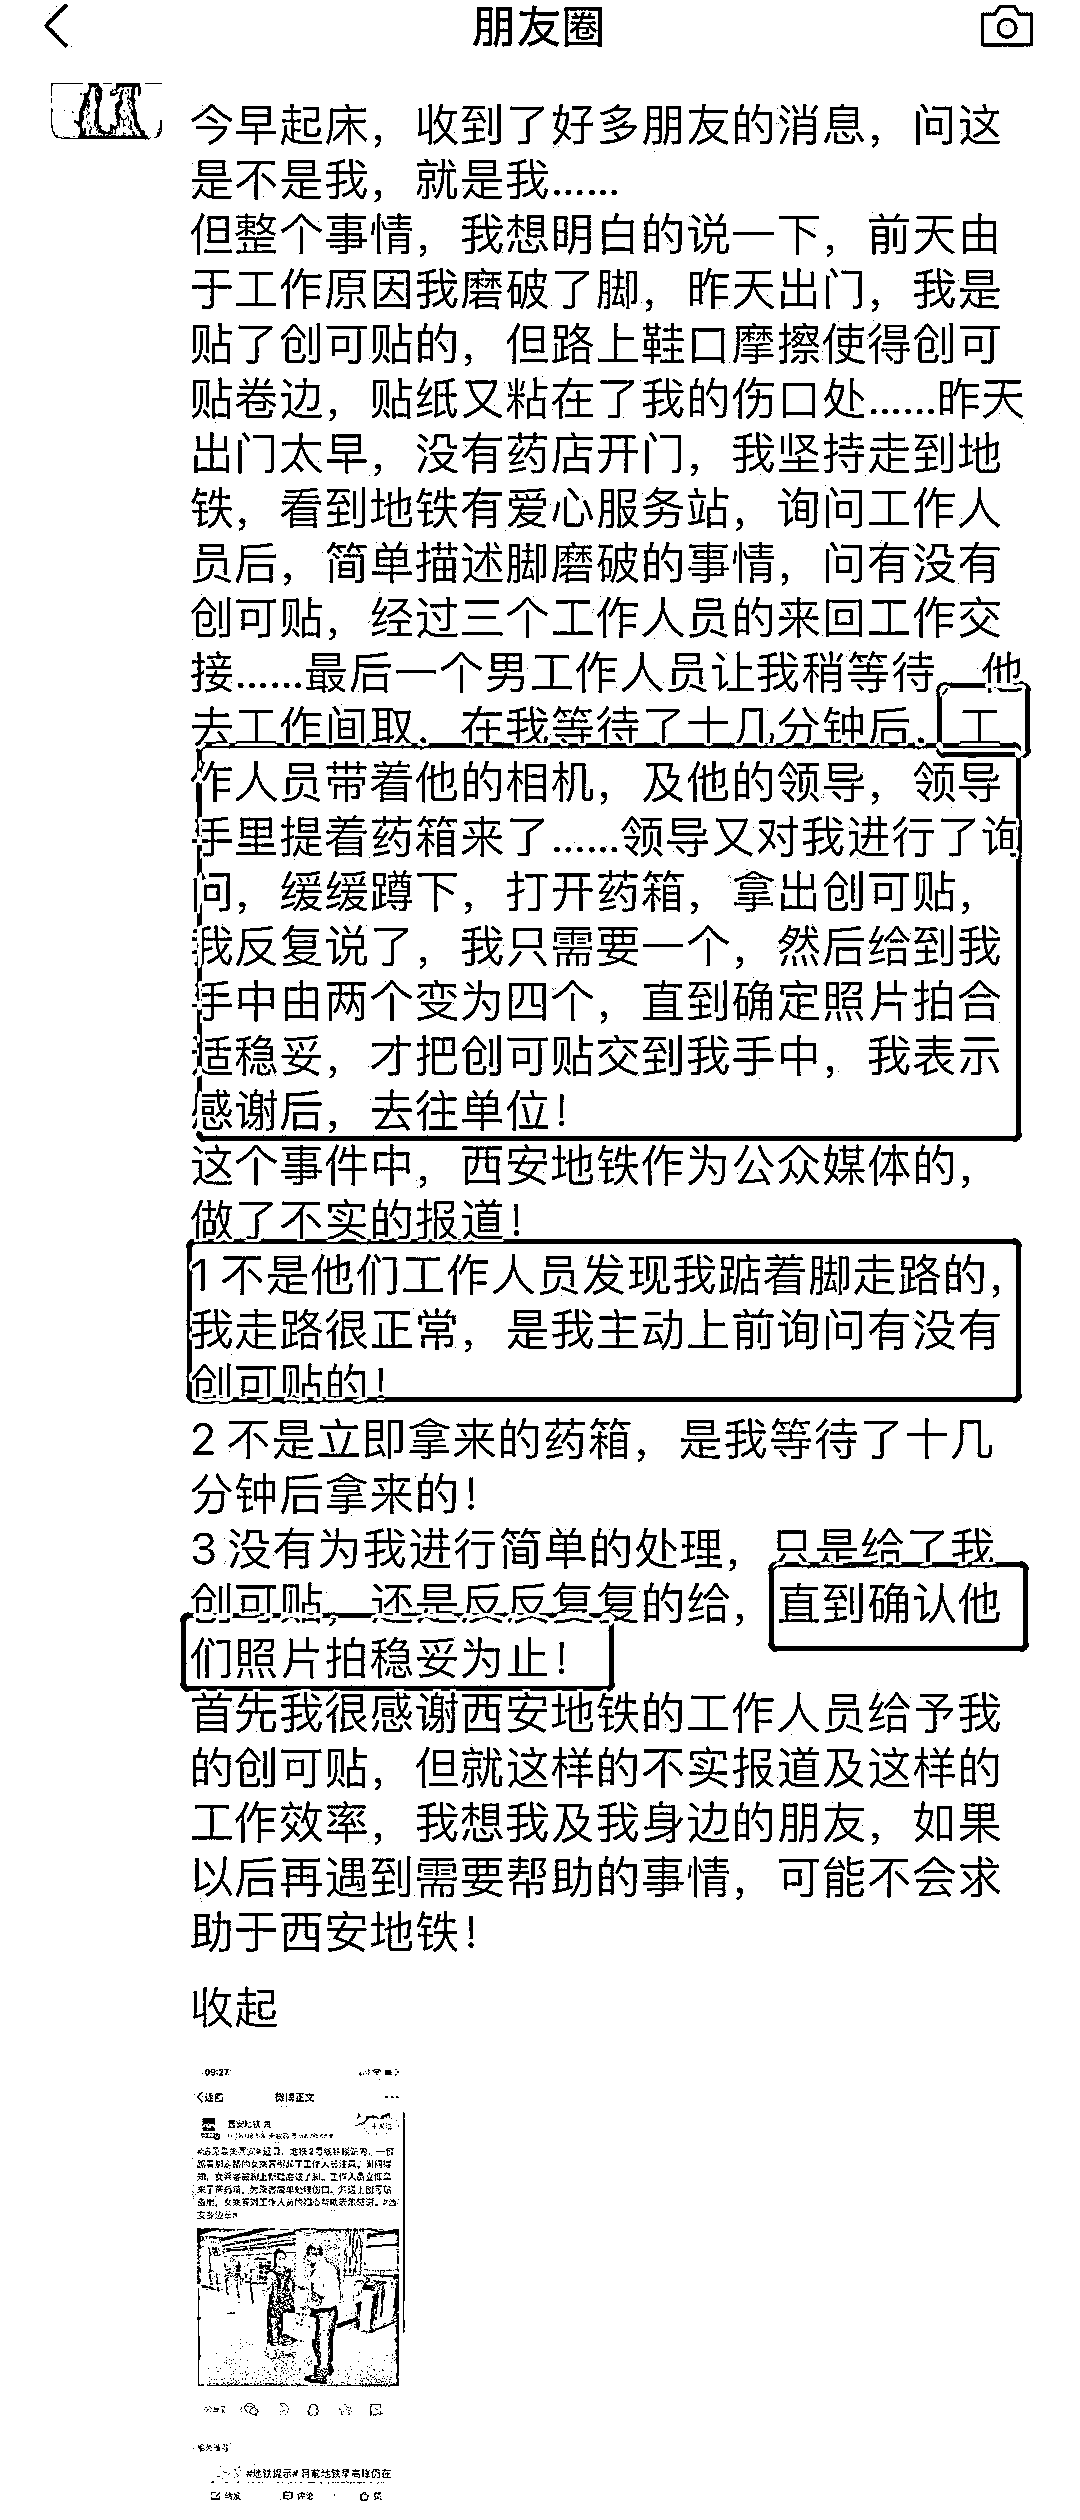 朋友圈
今早起床，收到了好多朋友的消息，问这
是不是我，就是我……
但整个事情，我想明白的说一下，前天由
于工作原因我磨破了脚，昨天出门，我是
贴了创可贴的，但路上鞋口摩擦使得创可
贴卷边，贴纸又粘在了我的伤口处……昨天
出门太早，没有药店开门，我坚持走到地
铁，看到地铁有爱心服务站，询问工作人
员后，简单描述脚磨破的事情，问有没有
创可贴，经过三个工作人员的来回工作交
接……最后一个男工作人员让我稍等待，他
去工作间取，在我等待了十几分钟后，工
作人员带着他的相机，及他的领导，领导
手里提着药箱来了……领导又对我进行了询
问，缓缓蹲下，打开药箱，拿出创可贴，
我反复说了，我只需要一个，然后给到我
手中由两个变为四个，直到确定照片拍合
适稳妥，才把创可贴交到我手中，我表示
感谢后，去往单位！
这个事件中，西安地铁作为公众媒体的，
做了不实的报道！
1 不是他们工作人员发现我踮着脚走路的，
我走路很正常，是我主动上前询问有没有
创可贴的！
2 不是立即拿来的药箱，是我等待了十几
分钟后拿来的！
3 没有为我进行简单的处理，只是给了我
创可贴，还是反反复复的给，直到确认他
们照片拍稳妥为止！
首先我很感谢西安地铁的工作人员给予我
的创可贴，但就这样的不实报道及这样的
工作效率，我想我及我身边的朋友，如果
以后再遇到需要帮助的事情，可能不会求
助于西安地铁！
收起
09:27
微博正文
西安地铁
#地铁提示# 目前地铁早高峰仍在
评论